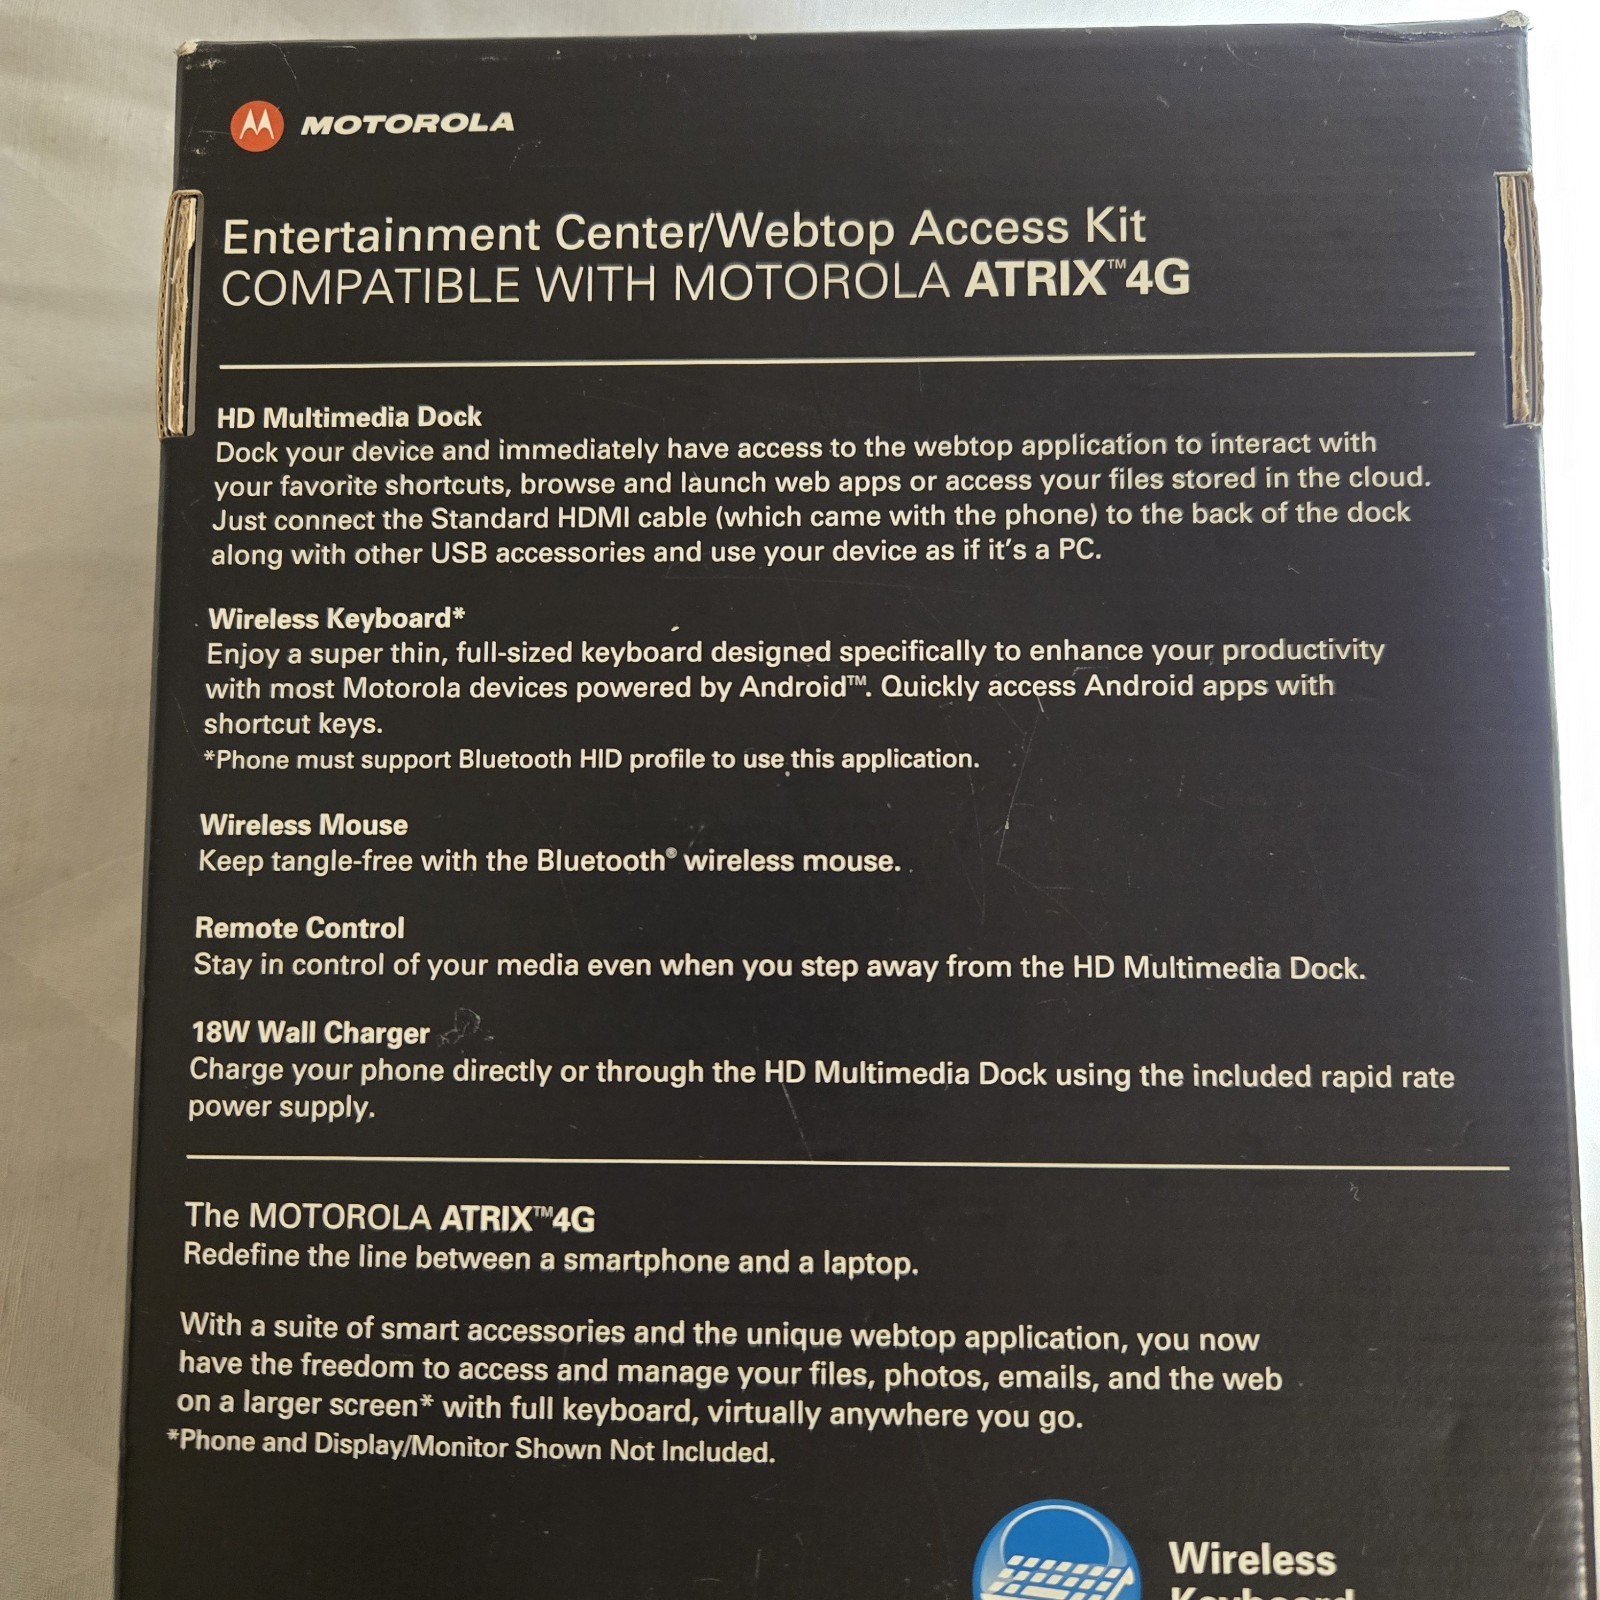 MOTOROLA
Entertainment Center/Webtop Access Kit
COMPATIBLE WITH MOTOROLA ATRIX™ 4G
HD Multimedia Dock
Dock your device and immediately have access to the webtop application to interact with
your favorite shortcuts, browse and launch web apps or access your files stored in the cloud.
Just connect the Standard HDMI cable (which came with the phone) to the back of the dock
along with other USB accessories and use your device as if it's a PC.
Wireless Keyboard*
Enjoy a super thin, full-sized keyboard designed specifically to enhance your productivity
with most Motorola devices powered by Android™. Quickly access Android apps with
shortcut keys.
*Phone must support Bluetooth HID profile to use this application.
Wireless Mouse
Keep tangle-free with the Bluetooth® wireless mouse.
Remote Control
Stay in control of your media even when you step away from the HD Multimedia Dock.
18W Wall Charger
Charge your phone directly or through the HD Multimedia Dock using the included rapid rate
power supply.
The MOTOROLA ATRIX™ 4G
Redefine the line between a smartphone and a laptop.
With a suite of smart accessories and the unique webtop application, you now
have the freedom to access and manage your files, photos, emails, and the web
on a larger screen* with full keyboard, virtually anywhere you go.
*Phone and Display/Monitor Shown Not Included.
Wireless
Keyboard